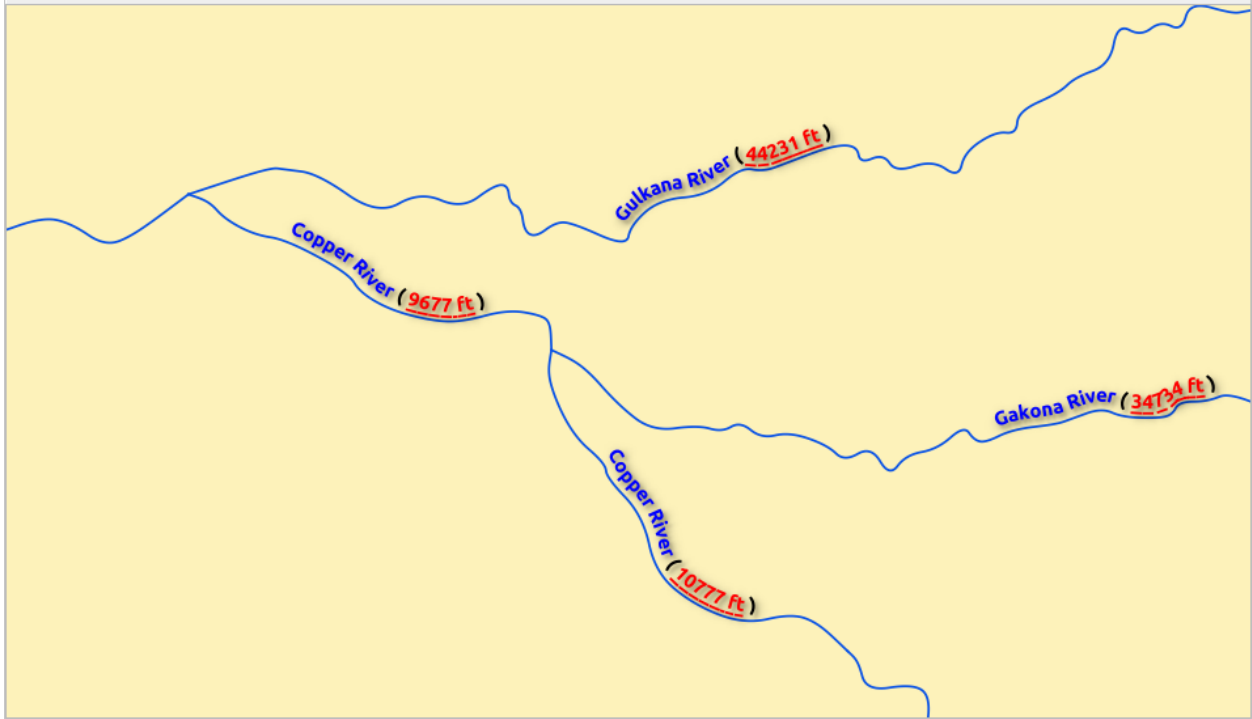 Gulkana River (44231 ft)
Copper River (9677 ft)
Gakona River (34734 ft)
Copper River (10777 ft)